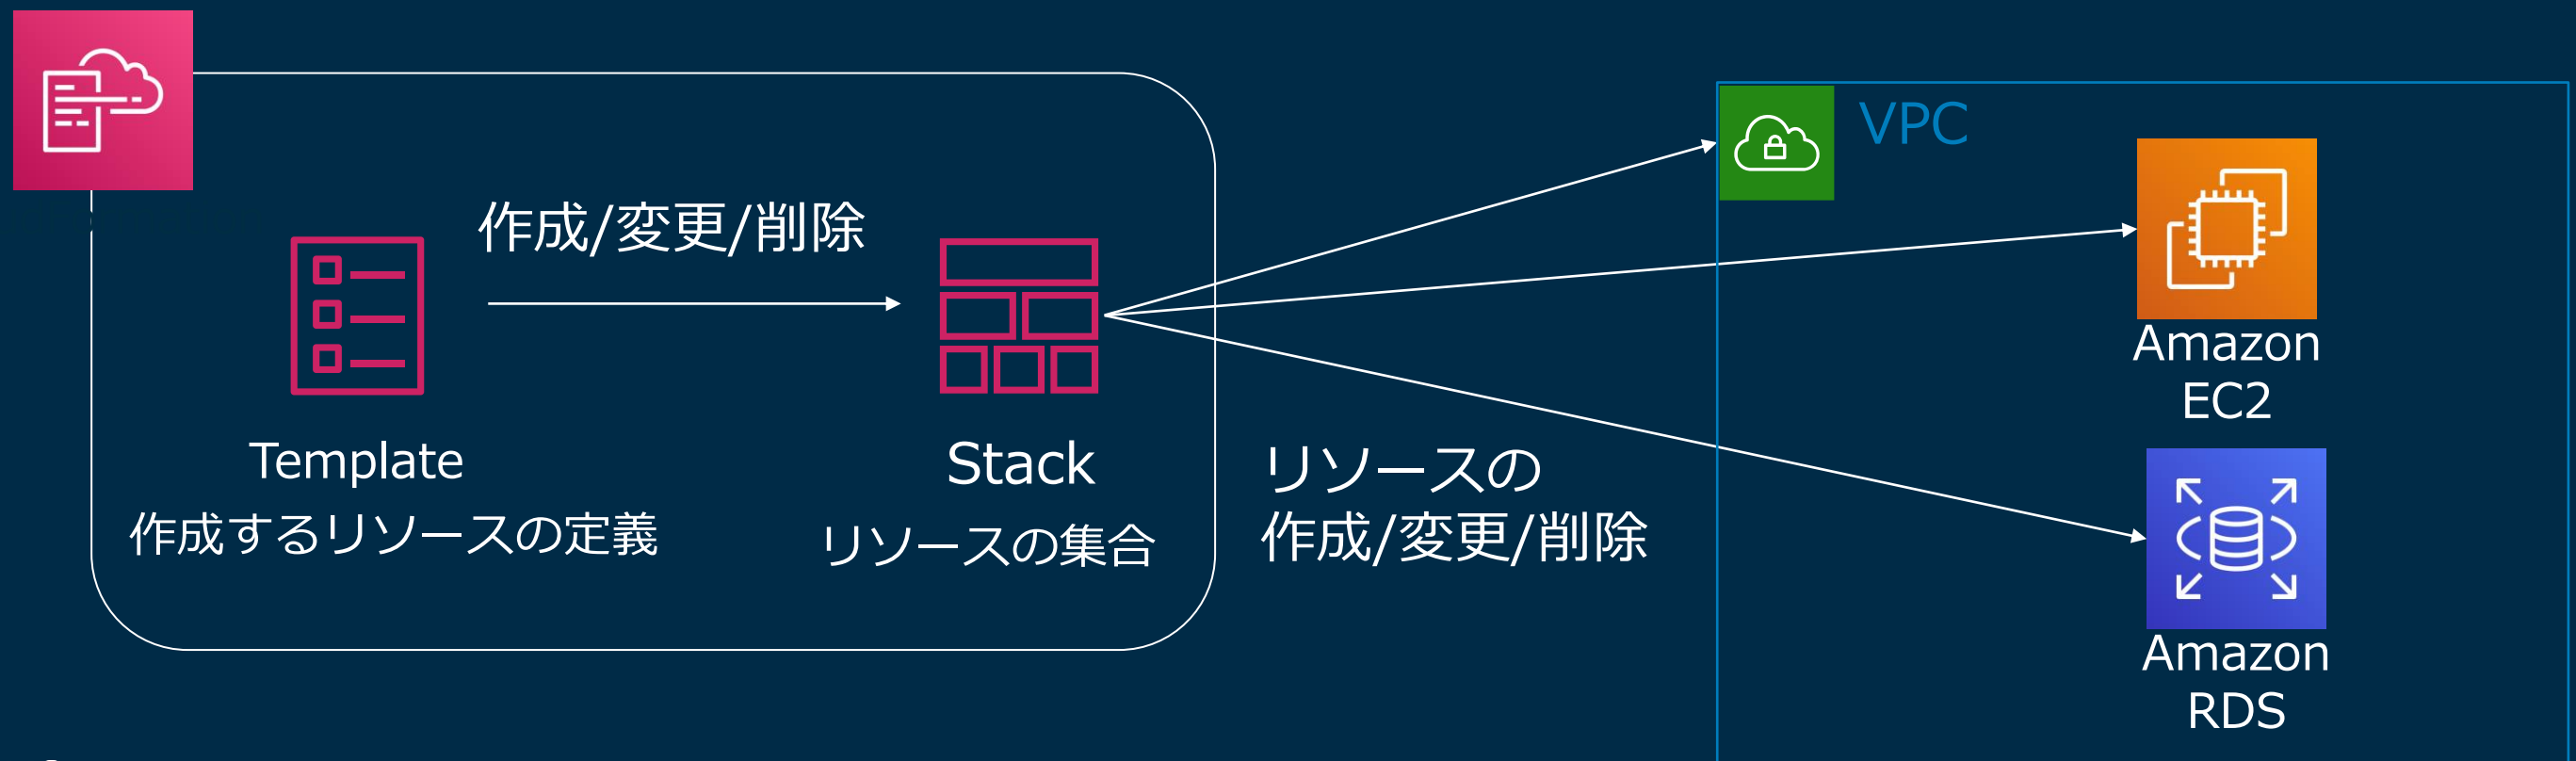 作成/変更/削除
Template
作成するリソースの定義
Stack
リソースの集合
リソースの
作成/変更/削除
VPC
Amazon
EC2
Amazon
RDS